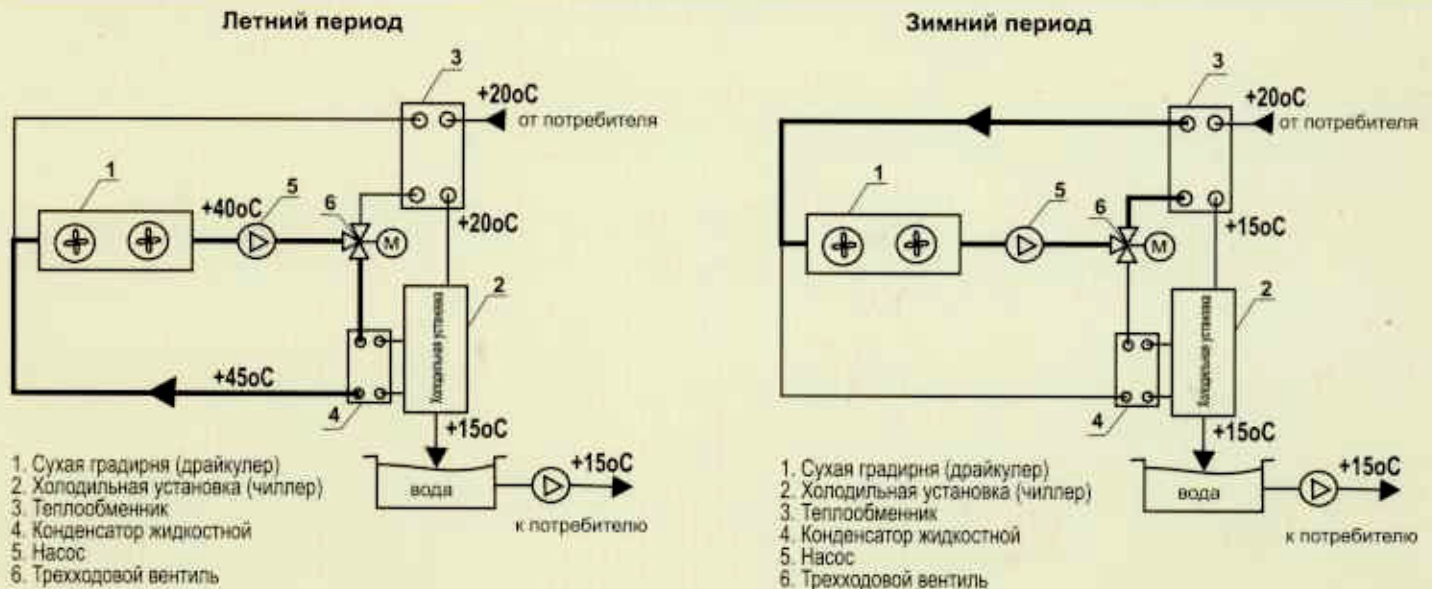 Летний период
3
+20оС
от потребителя
1
5
6
+40оС
М
+20оС
2
Холодильная установка
+45оС
4
+15оС
вода
+15оС
к потребителю
1. Сухая градирня (драйкулер)
2. Холодильная установка (чиллер)
3. Теплообменник
4. Конденсатор жидкостной
5. Насос
6. Трехходовой вентиль
Зимний период
3
+20оС
от потребителя
1
5
6
М
+15оС
2
Холодильная установка
4
+15оС
вода
+15оС
к потребителю
1. Сухая градирня (драйкулер)
2. Холодильная установка (чиллер)
3. Теплообменник
4. Конденсатор жидкостной
5. Насос
6. Трехходовой вентиль